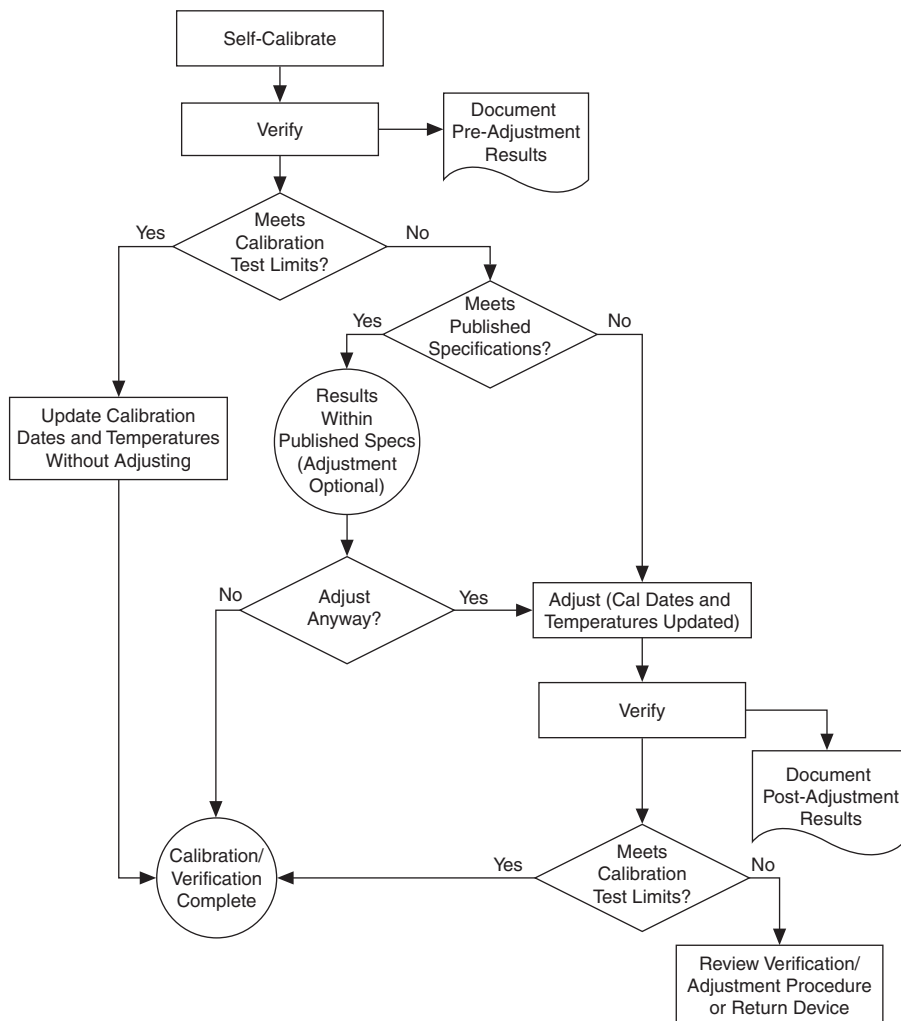 Self-Calibrate
Verify
Document
Pre-Adjustment
Results
Meets
Calibration
Test Limits?
Yes
No
Meets
Published
Specifications?
Yes
No
Update Calibration
Dates and Temperatures
Without Adjusting
Results
Within
Published Specs
(Adjustment
Optional)
Adjust
Anyway?
No
Yes
Adjust (Cal Dates and
Temperatures Updated)
Verify
Document
Post-Adjustment
Results
Meets
Calibration
Test Limits?
Yes
No
Calibration/
Verification
Complete
Review Verification/
Adjustment Procedure
or Return Device